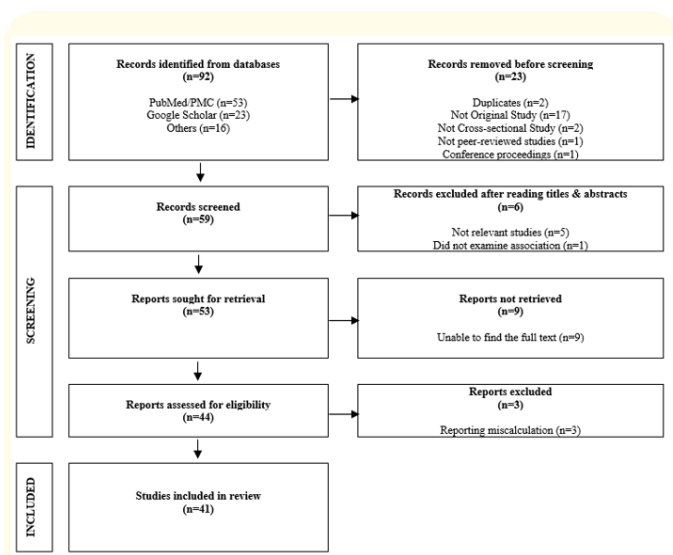 IDENTIFICATION
Records identified from databases
(n=92)
PubMed/PMC (n=53)
Google Scholar (n=23)
Others (n=16)
Records removed before screening
(n=23)
Duplicates (n=2)
Not Original Study (n=17)
Not Cross-sectional Study (n=2)
Not peer-reviewed studies (n=1)
Conference proceedings (n=1)
SCREENING
Records screened
(n=59)
Records excluded after reading titles & abstracts
(n=6)
Not relevant studies (n=5)
Did not examine association (n=1)
Reports sought for retrieval
(n=53)
Reports not retrieved
(n=9)
Unable to find the full text (n=9)
Reports assessed for eligibility
(n=44)
Reports excluded
(n=3)
Reporting miscalculation (n=3)
INCLUDED
Studies included in review
(n=41)